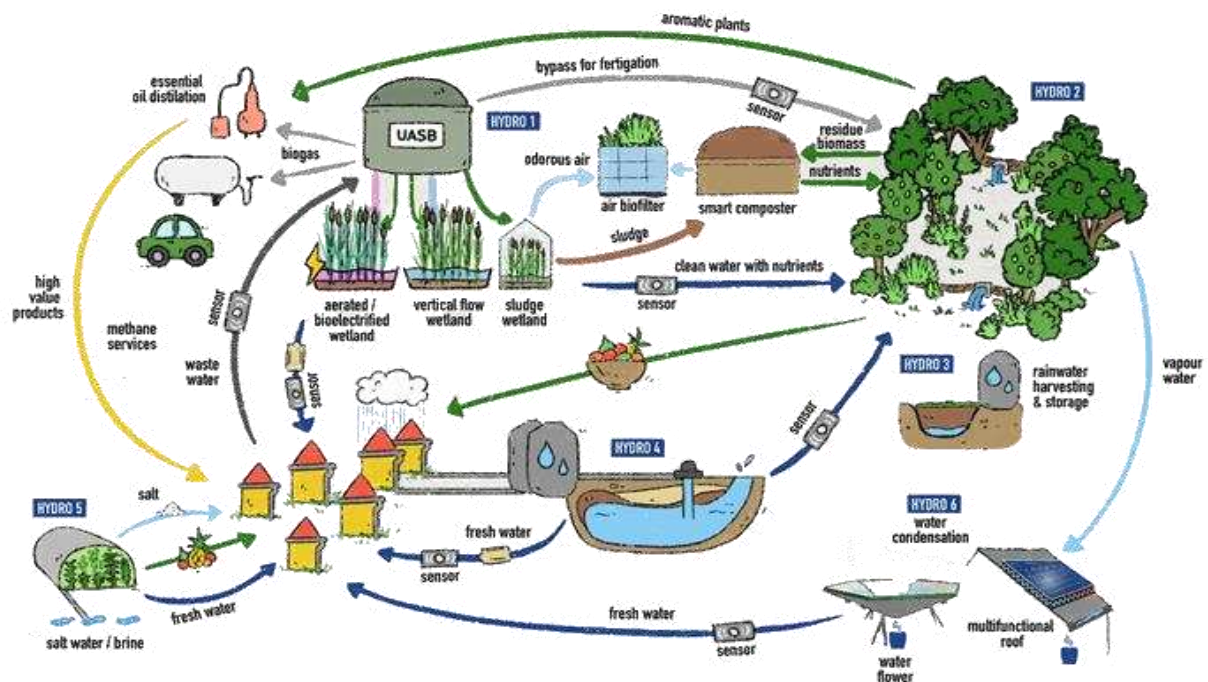 aromatic plants
bypass for fertigation
sensor
essential
oil distilation
HYDRO 1
HYDRO 2
UASB
biogas
odorous air
air biofilter
smart composter
residue
biomass
nutrients
sludge
clean water with nutrients
sensor
aerated /
bioelectrified
wetland
vertical flow
wetland
sludge
wetland
high
value
products
methane
services
sensor
waste
water
sensor
HYDRO 3
rainwater
harvesting
& storage
vapour
water
sensor
HYDRO 4
HYDRO 5
salt
fresh water
sensor
HYDRO 6
water
condensation
fresh water
salt water / brine
fresh water
sensor
water
flower
multifunctional
roof